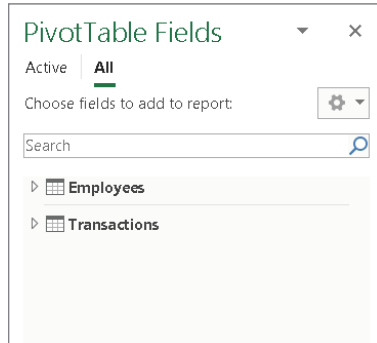 PivotTable Fields
Active All
Choose fields to add to report:
Search
Employees
Transactions